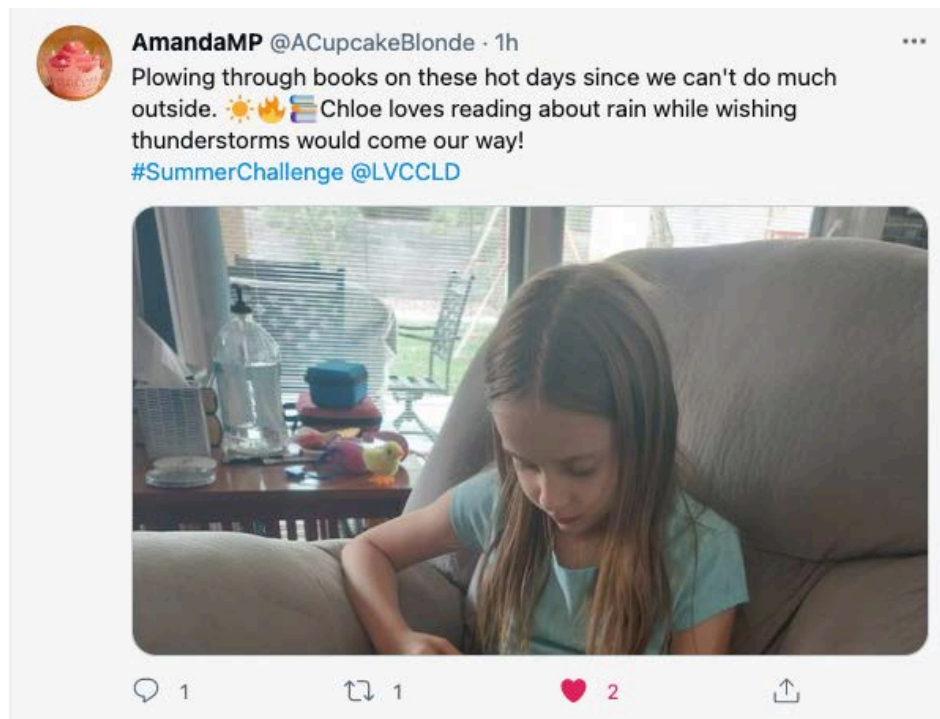 AmandaMP @ACupcakeBlonde · 1h
Plowing through books on these hot days since we can't do much
outside. ☀️🔥📚Chloe loves reading about rain while wishing
thunderstorms would come our way!
#SummerChallenge @LVCCLD
1 1 2